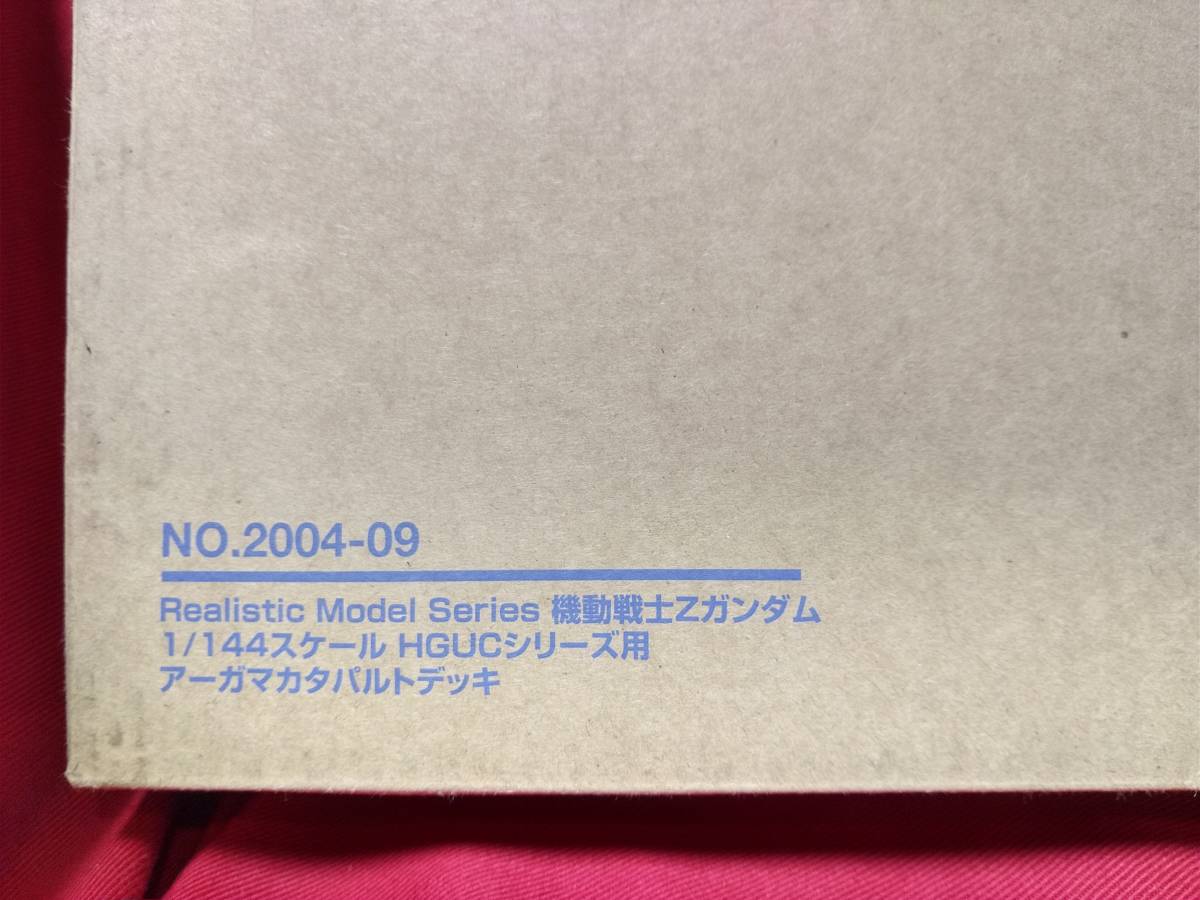 NO.2004-09
Realistic Model Series 機動戦士Zガンダム
1/144スケール HGUCシリーズ用
アーガマカタパルトデッキ